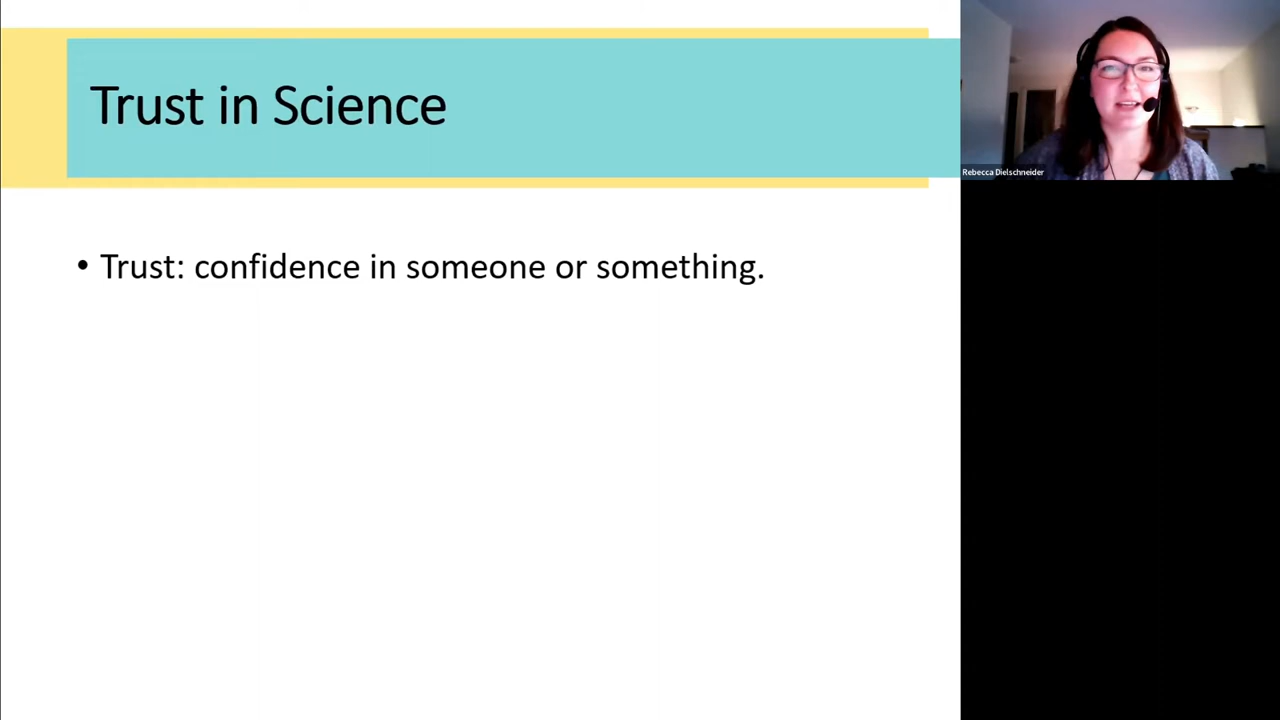 Trust in Science
Rebecca Dielschneider
• Trust: confidence in someone or something.